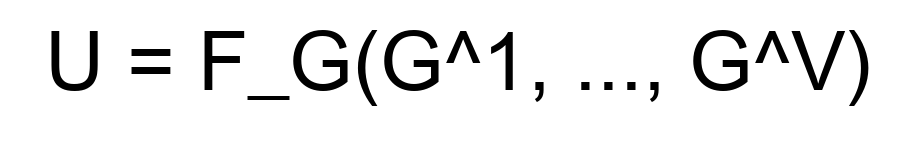 U = F_G(G^1, ..., G^V)